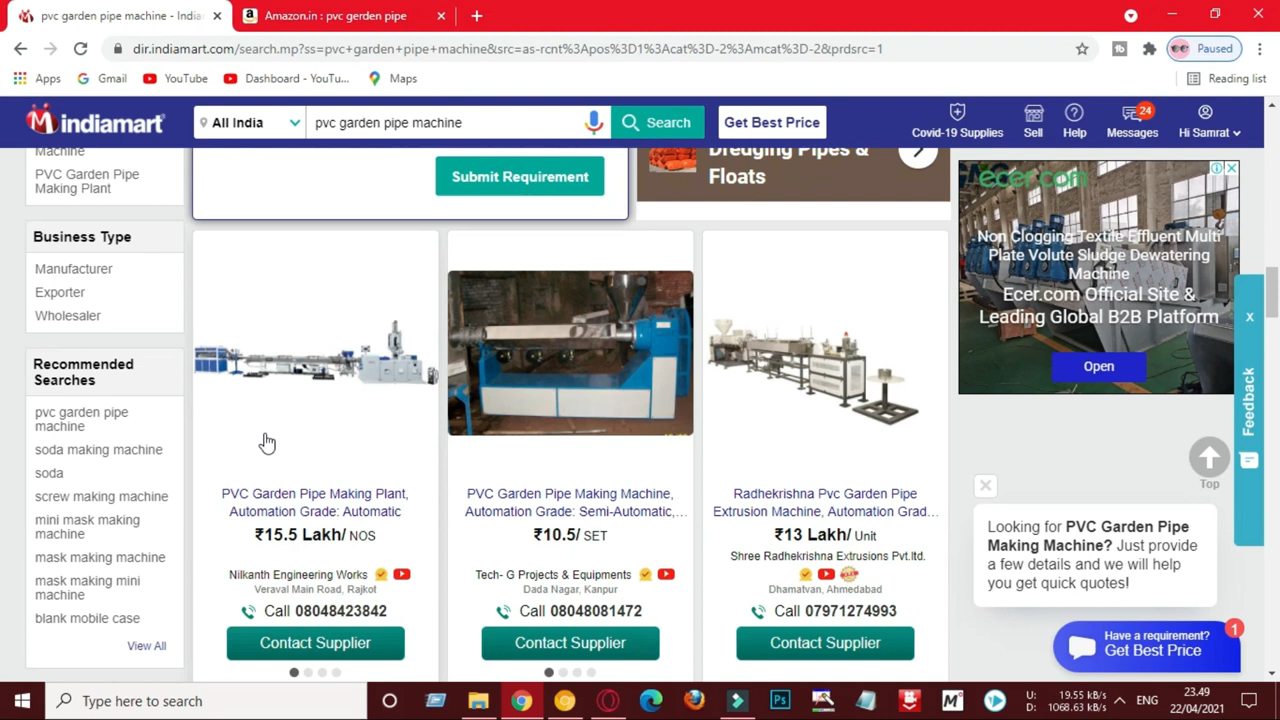 pvc garden pipe machine - India
Amazon.in : pvc gerden pipe
dir.indiamart.com/search.mp?ss=pvc+garden+pipe+machine&src=as-rcnt%3Apos%3D1%3Acat%3D-2%3Amcat%3D-2&prdsrc=1
Paused
Apps
Gmail
YouTube
Dashboard - YouTu...
Maps
Reading list
indiamart
All India
pvc garden pipe machine
Search
Get Best Price
Covid-19 Supplies
Sell
Help
24
Messages
Hi Samrat
Machine
PVC Garden Pipe
Making Plant
Business Type
Manufacturer
Exporter
Wholesaler
Recommended
Searches
pvc garden pipe
machine
soda making machine
soda
screw making machine
mini mask making
machine
mask making machine
mask making mini
machine
blank mobile case
View All
Submit Requirement
Dredging Pipes &
Floats
PVC Garden Pipe Making Plant,
Automation Grade: Automatic
₹15.5 Lakh/ NOS
Nilkanth Engineering Works
Veraval Main Road, Rajkot
Call 08048423842
Contact Supplier
PVC Garden Pipe Making Machine,
Automation Grade: Semi-Automatic,...
₹10.5/ SET
Tech- G Projects & Equipments
Dada Nagar, Kanpur
Call 08048081472
Contact Supplier
Radhekrishna Pvc Garden Pipe
Extrusion Machine, Automation Grad...
₹13 Lakh/ Unit
Shree Radhekrishna Extrusions Pvt.ltd.
Dhamatvan, Ahmedabad
Call 07971274993
Contact Supplier
ecer.com
Non Clogging Textile Effluent Multi
Plate Volute Sludge Dewatering
Machine
Ecer.com Official Site &
Leading Global B2B Platform
Open
x
Feedback
Top
Looking for PVC Garden Pipe
Making Machine? Just provide
a few details and we will help
you get quick quotes!
Have a requirement?
Get Best Price
1
Type here to search
U: 19.55 kB/s
D: 1068.63 kB/s
ENG
23.49
22/04/2021